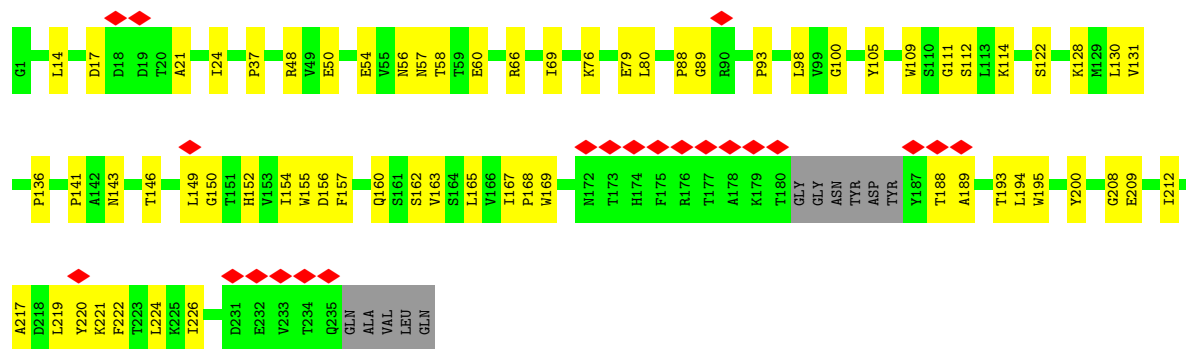 G1 L14 D17 D18 D19 T20 A21 I24 P37 R48 V49 E50 E54 V55 N56 N57 T58 T59 E60 R66 I69 K76 E79 L80 P88 G89 R90 P93 L98 V99 G100 Y105 W109 S110 G111 S112 L113 K114 S122 K128 M129 L130 V131
P136 P141 A142 N143 T146 L149 G150 T151 H152 V153 I154 W155 D156 F157 Q160 S161 S162 V163 S164 L165 V166 I167 P168 W169 N172 T173 H174 F175 R176 T177 A178 K179 T180 GLY GLY ASN TYR ASP TYR Y187 T188 A189 T193 L194 W195 Y200 G208 E209 I212
A217 D218 L219 Y220 K221 F222 T223 L224 K225 I226 D231 E232 V233 T234 Q235 GLN ALA VAL LEU GLN